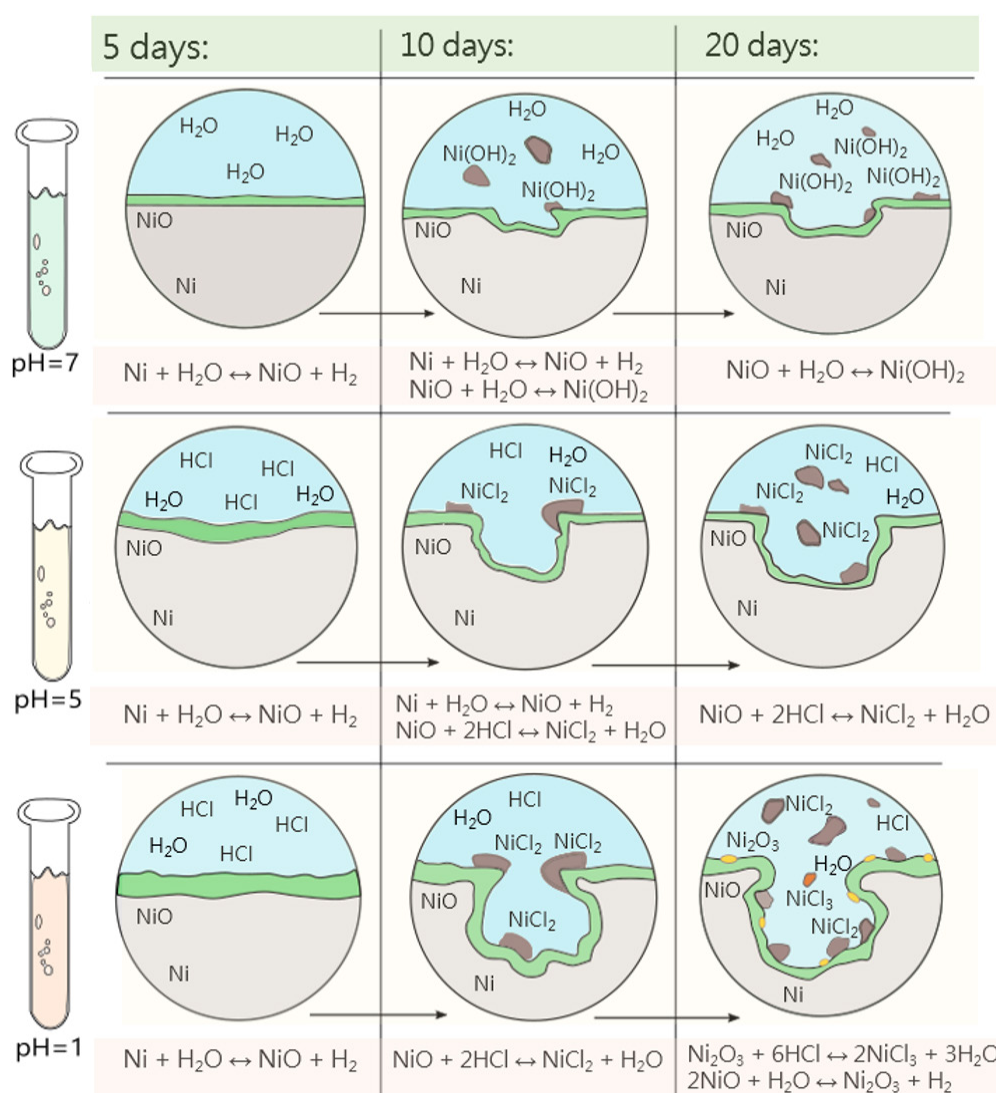 5 days:
10 days:
20 days:
H₂O
H₂O
H₂O
NiO
Ni
H₂O
Ni(OH)₂
H₂O
Ni(OH)₂
NiO
Ni
H₂O
H₂O
Ni(OH)₂
Ni(OH)₂
Ni(OH)₂
NiO
Ni
pH=7
Ni + H₂O ↔ NiO + H₂
Ni + H₂O ↔ NiO + H₂
NiO + H₂O ↔ Ni(OH)₂
NiO + H₂O ↔ Ni(OH)₂
HCl
HCl
H₂O
HCl
H₂O
NiO
Ni
HCl
H₂O
NiCl₂
NiCl₂
NiO
Ni
NiCl₂
HCl
NiCl₂
H₂O
NiCl₂
NiO
Ni
pH=5
Ni + H₂O ↔ NiO + H₂
Ni + H₂O ↔ NiO + H₂
NiO + 2HCl ↔ NiCl₂ + H₂O
NiO + 2HCl ↔ NiCl₂ + H₂O
HCl
H₂O
HCl
H₂O
HCl
NiO
Ni
HCl
H₂O
NiCl₂
NiCl₂
NiO
NiCl₂
Ni
NiCl₂
HCl
Ni₂O₃
H₂O
NiO
NiCl₃
NiCl₂
Ni
pH=1
Ni + H₂O ↔ NiO + H₂
NiO + 2HCl ↔ NiCl₂ + H₂O
Ni₂O₃ + 6HCl ↔ 2NiCl₃ + 3H₂O
2NiO + H₂O ↔ Ni₂O₃ + H₂